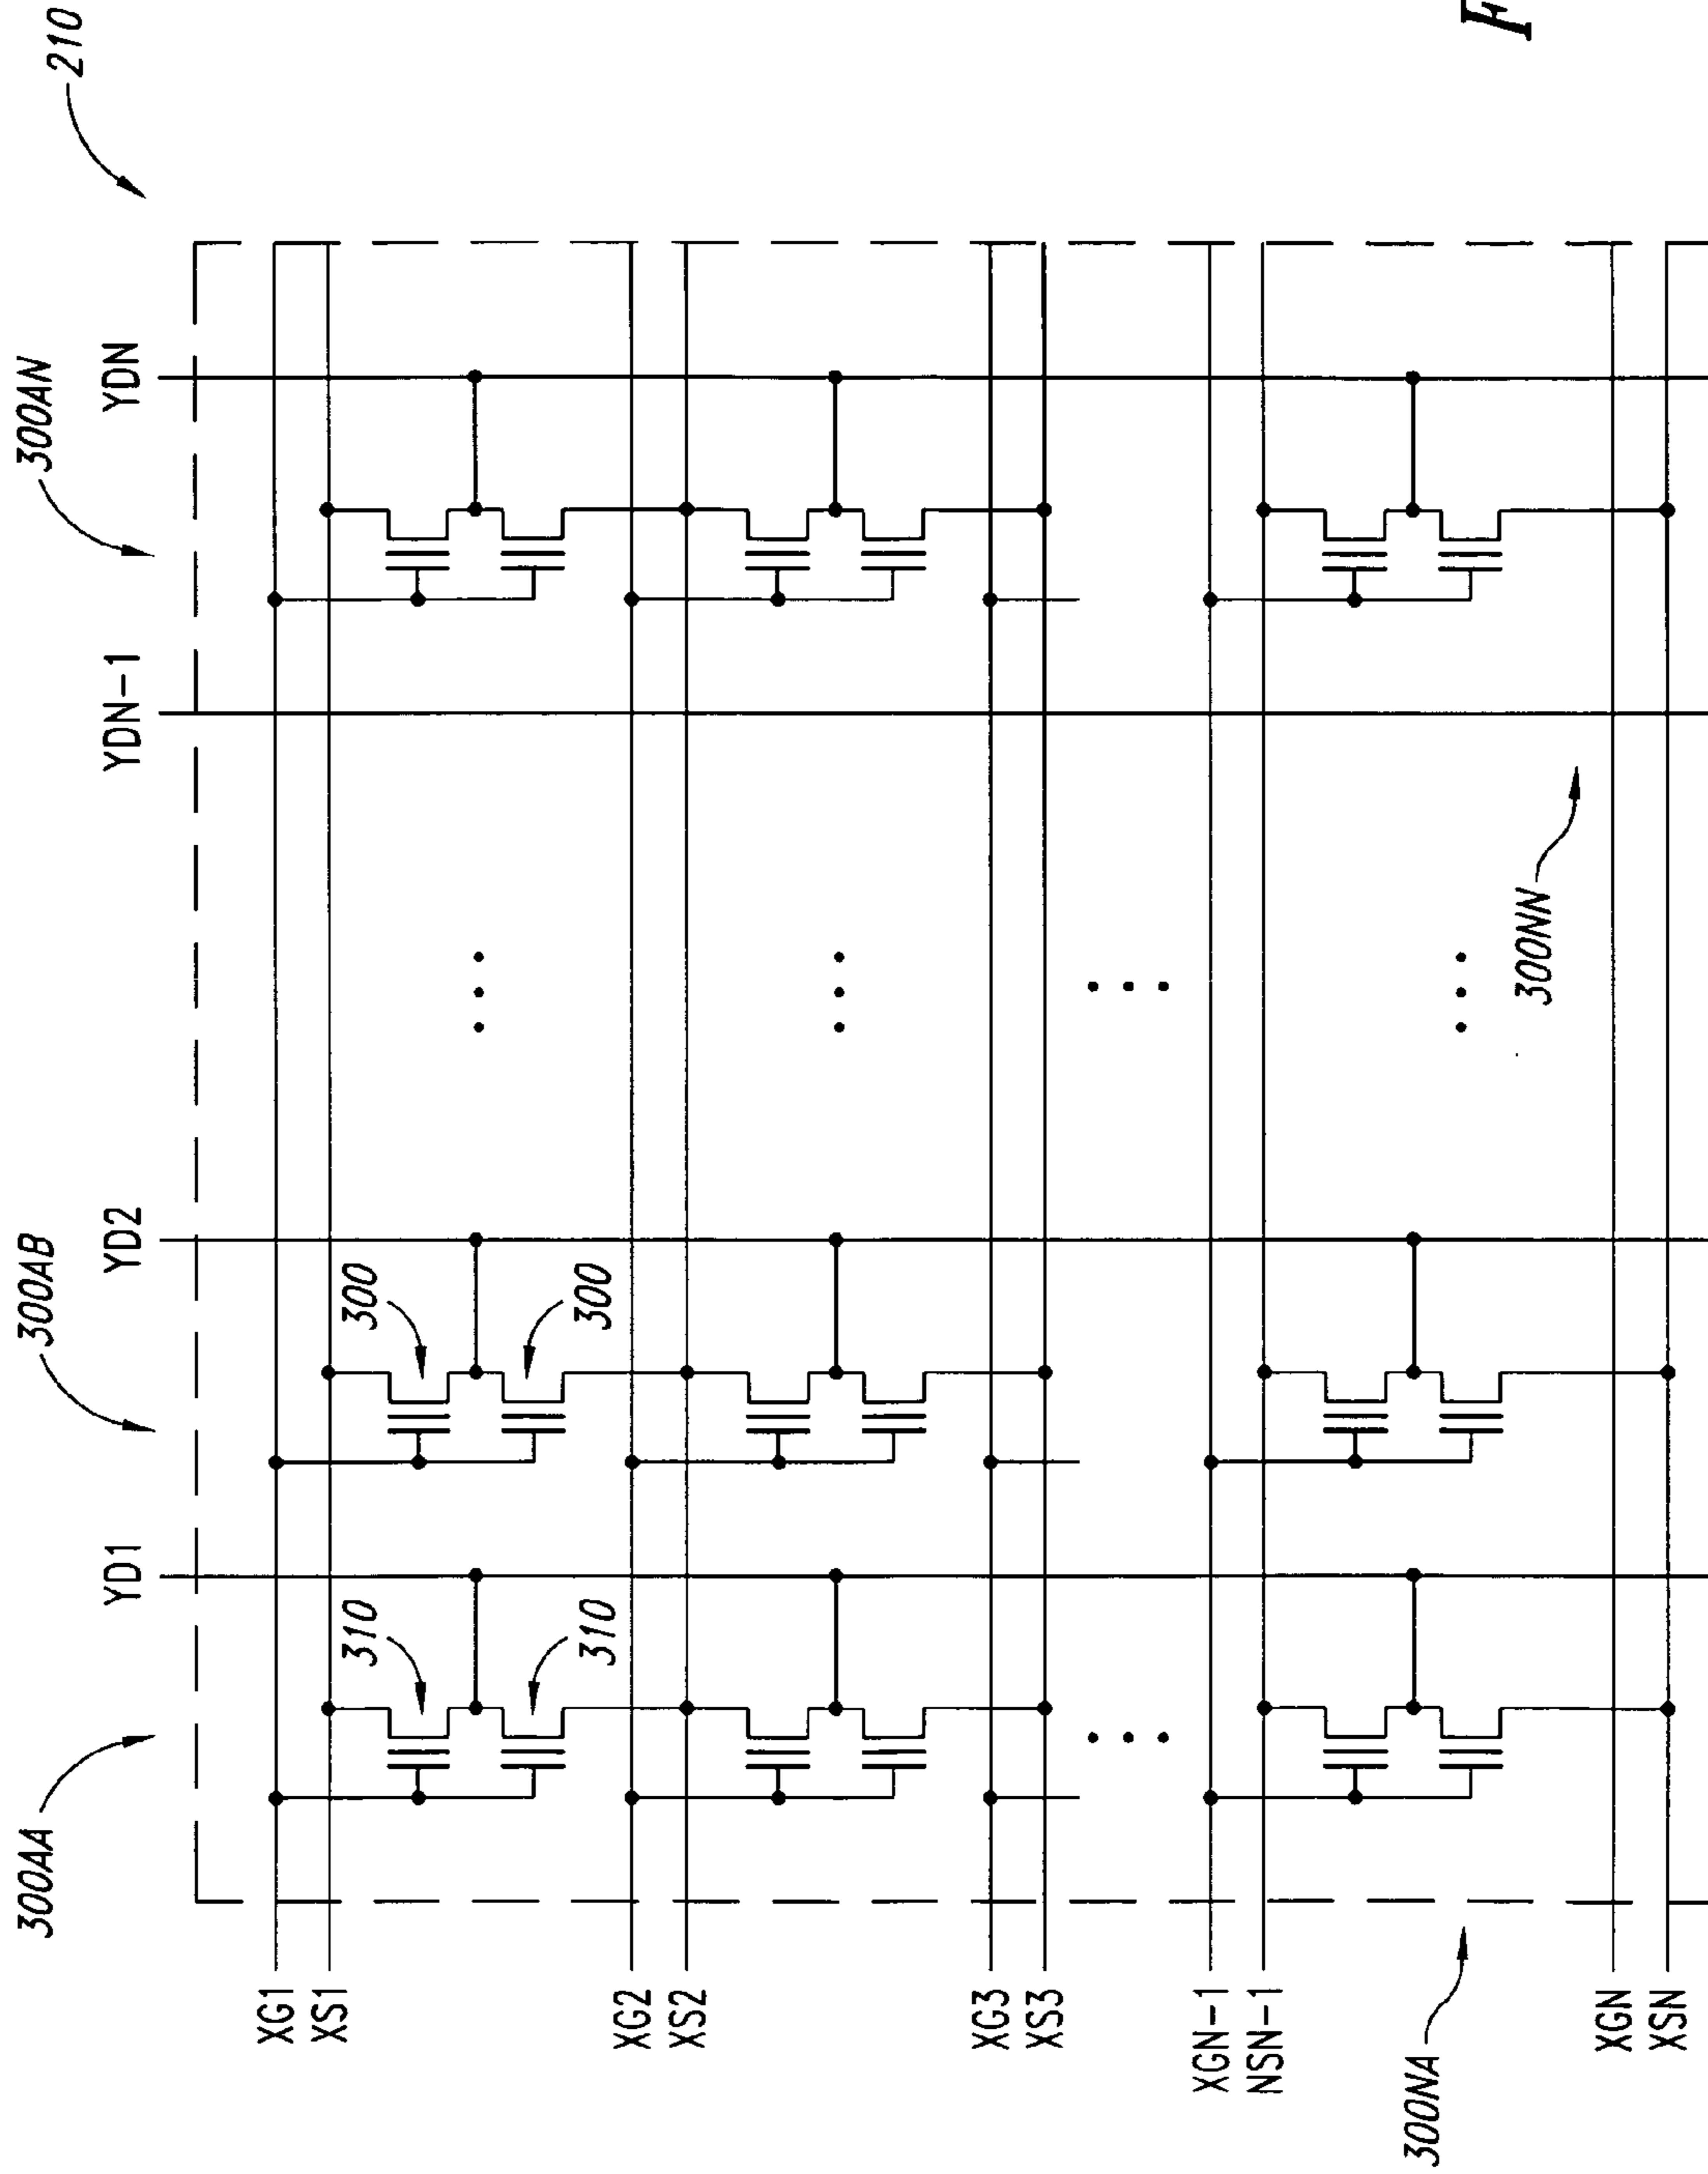 210
300AA
300AB
300AN
YD1
YD2
YDN-1
YDN
XG1
XS1
310
310
300
300
XG2
XS2
XG3
XS3
XGN-1
NSN-1
300NA
300NN
XGN
XSN
F